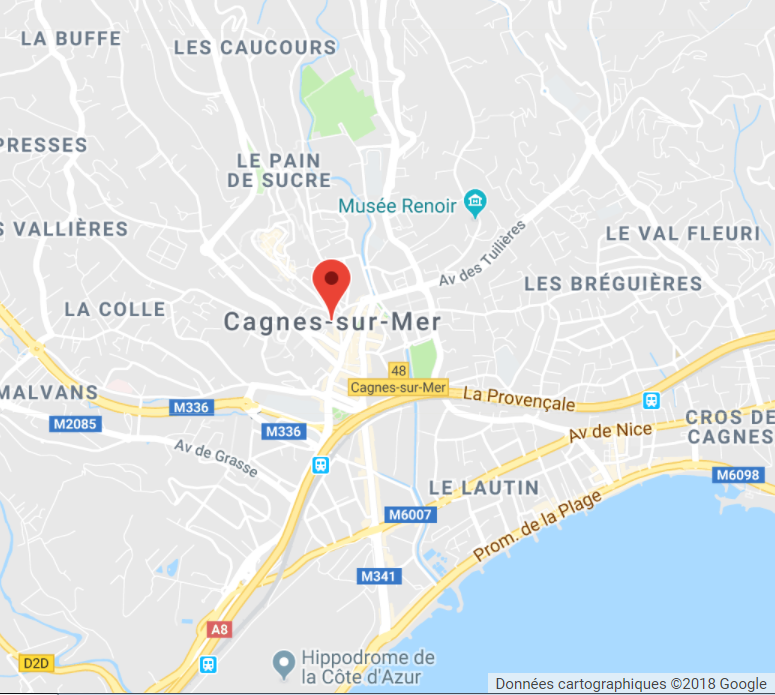 LA BUFFE
LES CAUCOURS
PRESSES
LE PAIN
DE SUCRE
Musée Renoir
S VALLIÈRES
LE VAL FLEURI
Av des Tuilières
LES BRÉGUIÈRES
LA COLLE
Cagnes-sur-Mer
48
Cagnes-sur-Mer
MALVANS
La Provençale
M336
M2085
M336
CROS DE
CAGNES
Av de Nice
Av de Grasse
M6098
LE LAUTIN
M6007
Prom. de la Plage
M341
A8
D2D
Hippodrome de
la Côte d'Azur
Données cartographiques ©2018 Google